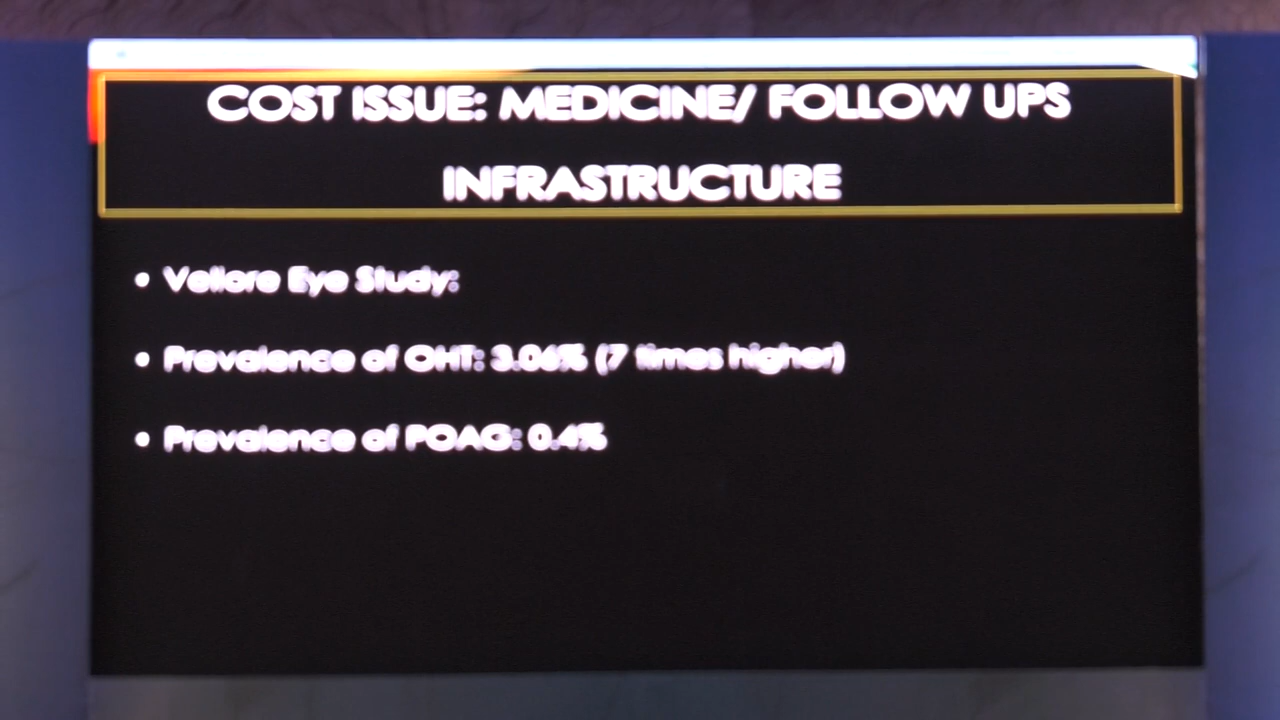 COST ISSUE: MEDICINE/ FOLLOW UPS
INFRASTRUCTURE
• Vellore Eye Study:
• Prevalence of OHT: 3.06% (7 times higher)
• Prevalence of POAG: 0.4%